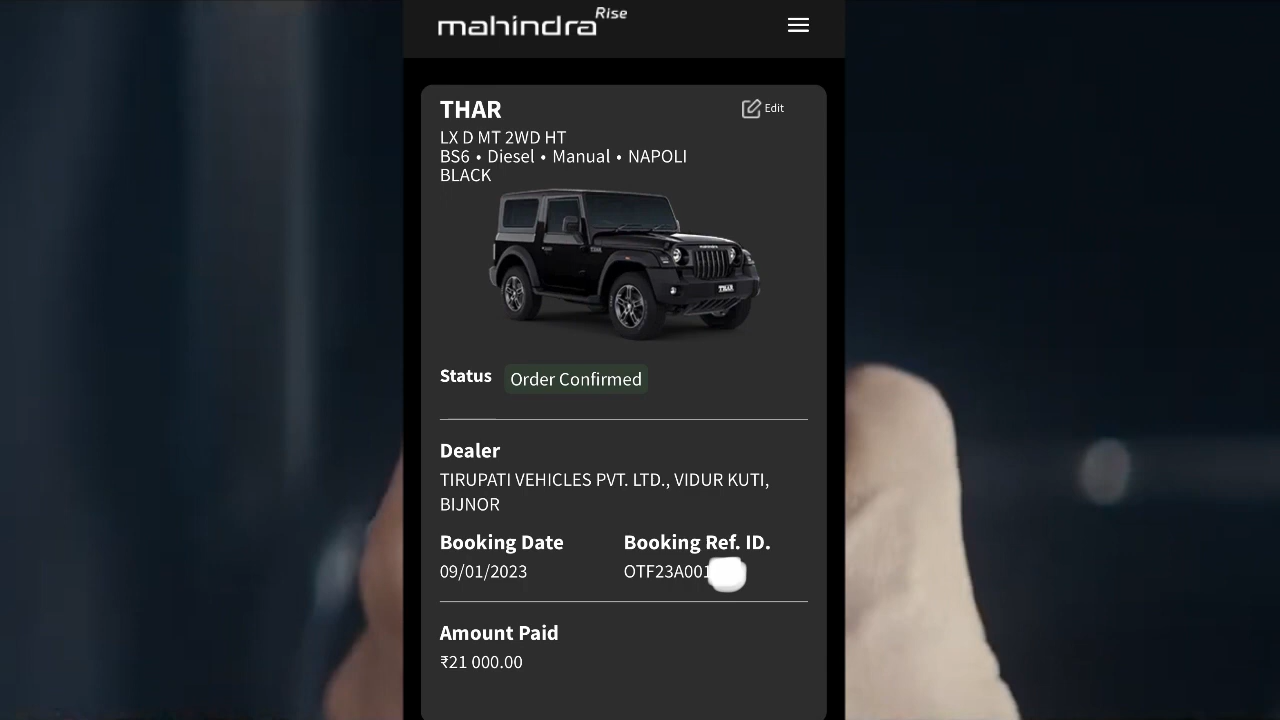 mahindra Rise
THAR
Edit
LX D MT 2WD HT
BS6 • Diesel • Manual • NAPOLI
BLACK
THAR
Status
Order Confirmed
Dealer
TIRUPATI VEHICLES PVT. LTD., VIDUR KUTI,
BIJNOR
Booking Date
Booking Ref. ID.
09/01/2023
OTF23A001
Amount Paid
₹21 000.00